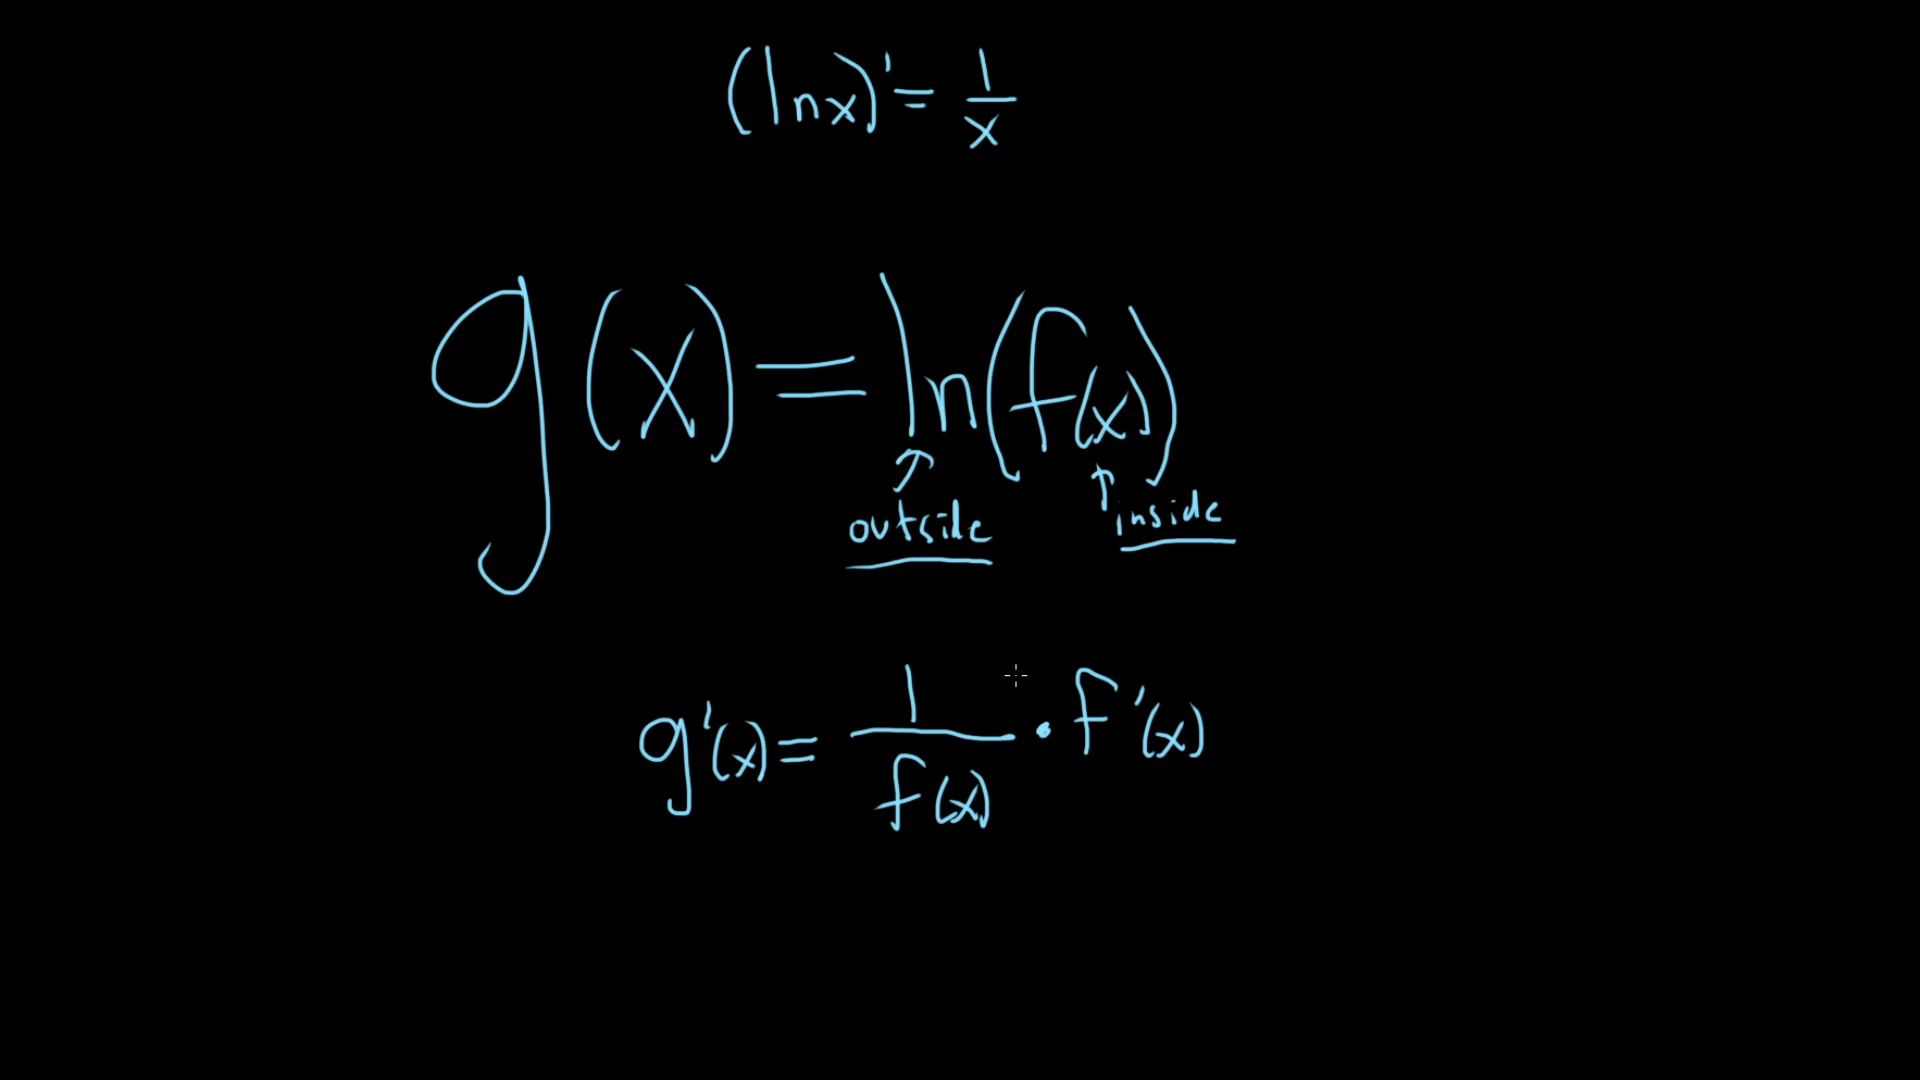 (ln x)' = 1/x
g(x) = ln(f(x))
outside inside
g'(x) = 1/f(x) · f'(x)